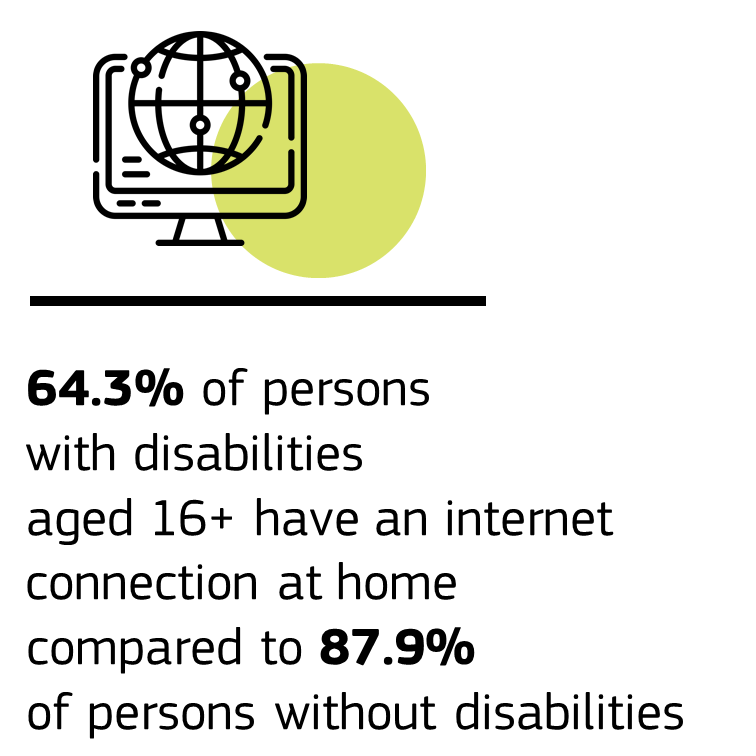 64.3% of persons
with disabilities
aged 16+ have an internet
connection at home
compared to 87.9%
of persons without disabilities